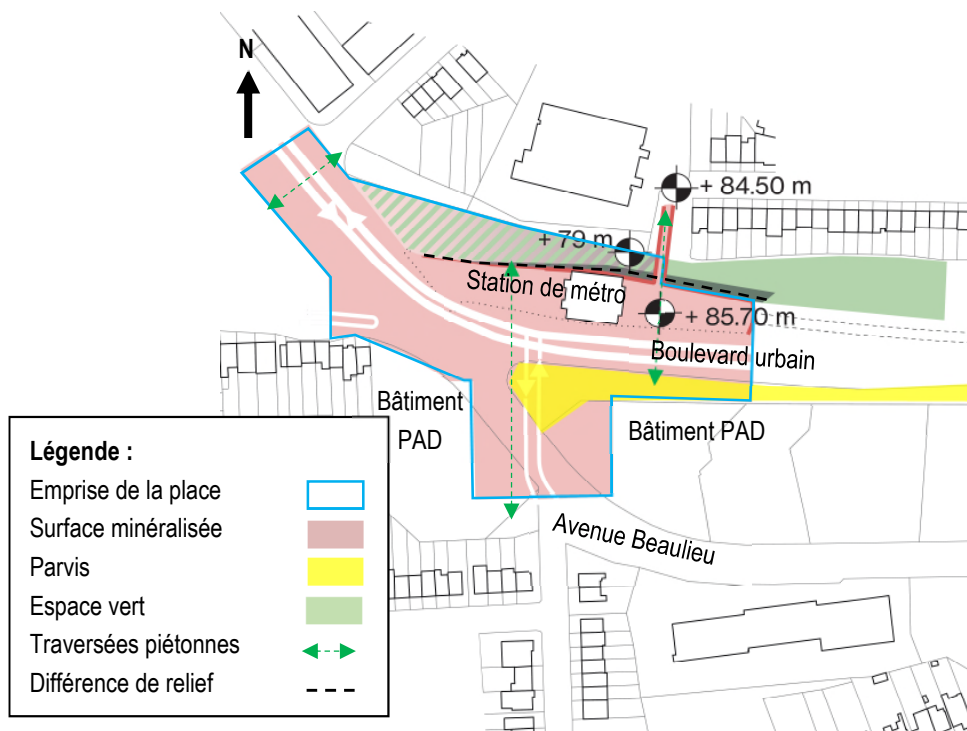 N
+ 84.50 m
+ 79 m
Station de métro
+ 85.70 m
Boulevard urbain
Bâtiment
PAD
Bâtiment PAD
Avenue Beaulieu
Légende :
Emprise de la place
Surface minéralisée
Parvis
Espace vert
Traversées piétonnes
Différence de relief